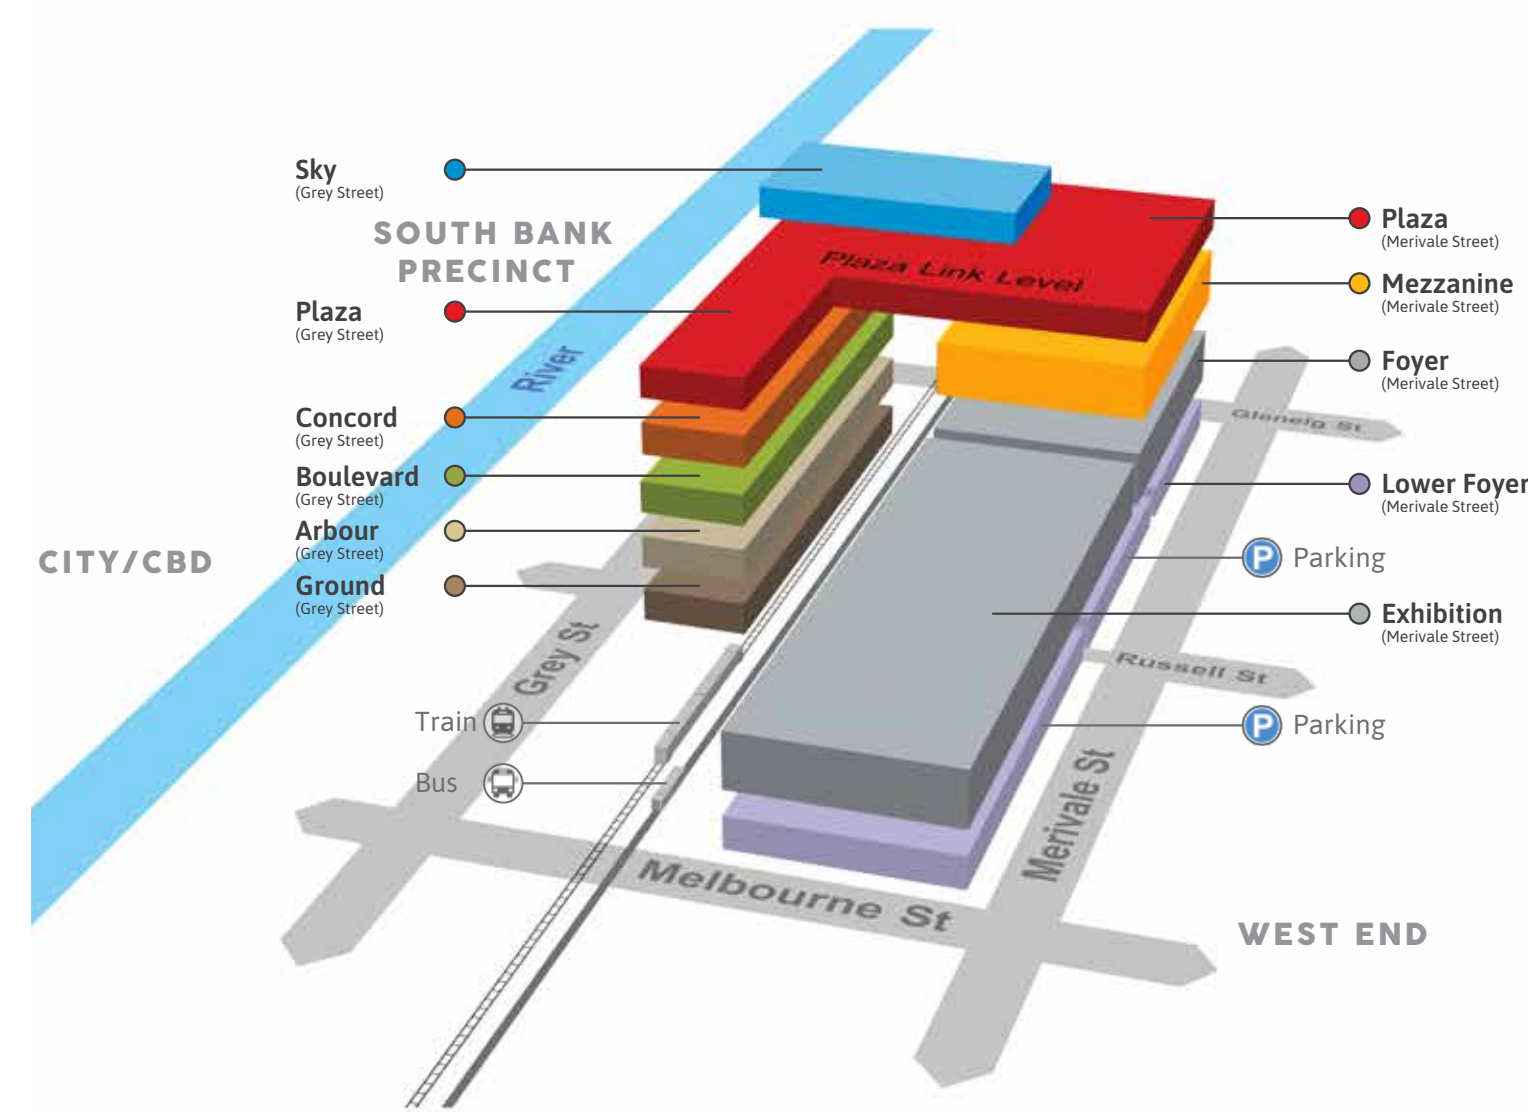 Sky
(Grey Street)
SOUTH BANK
PRECINCT
Plaza
(Grey Street)
River
Concord
(Grey Street)
Boulevard
(Grey Street)
Arbour
(Grey Street)
CITY/CBD
Ground
(Grey Street)
Grey St
Train
Bus
Plaza Link Level
Plaza
(Merivale Street)
Mezzanine
(Merivale Street)
Foyer
(Merivale Street)
Glenelg St
Lower Foyer
(Merivale Street)
P Parking
Exhibition
(Merivale Street)
Russell St
P Parking
Merivale St
Melbourne St
WEST END